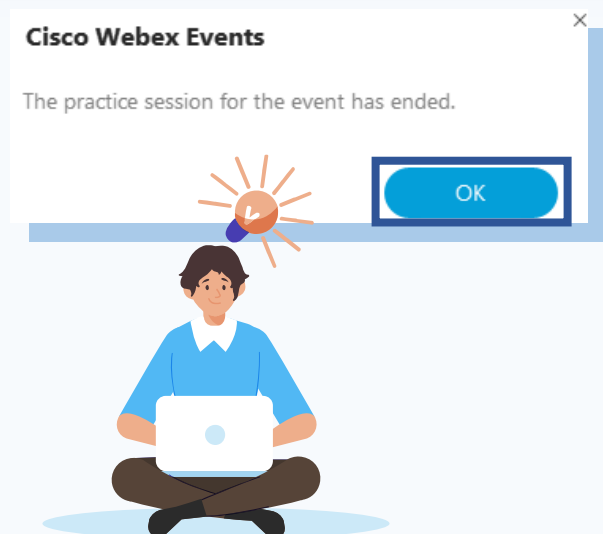 Cisco Webex Events
The practice session for the event has ended.
OK